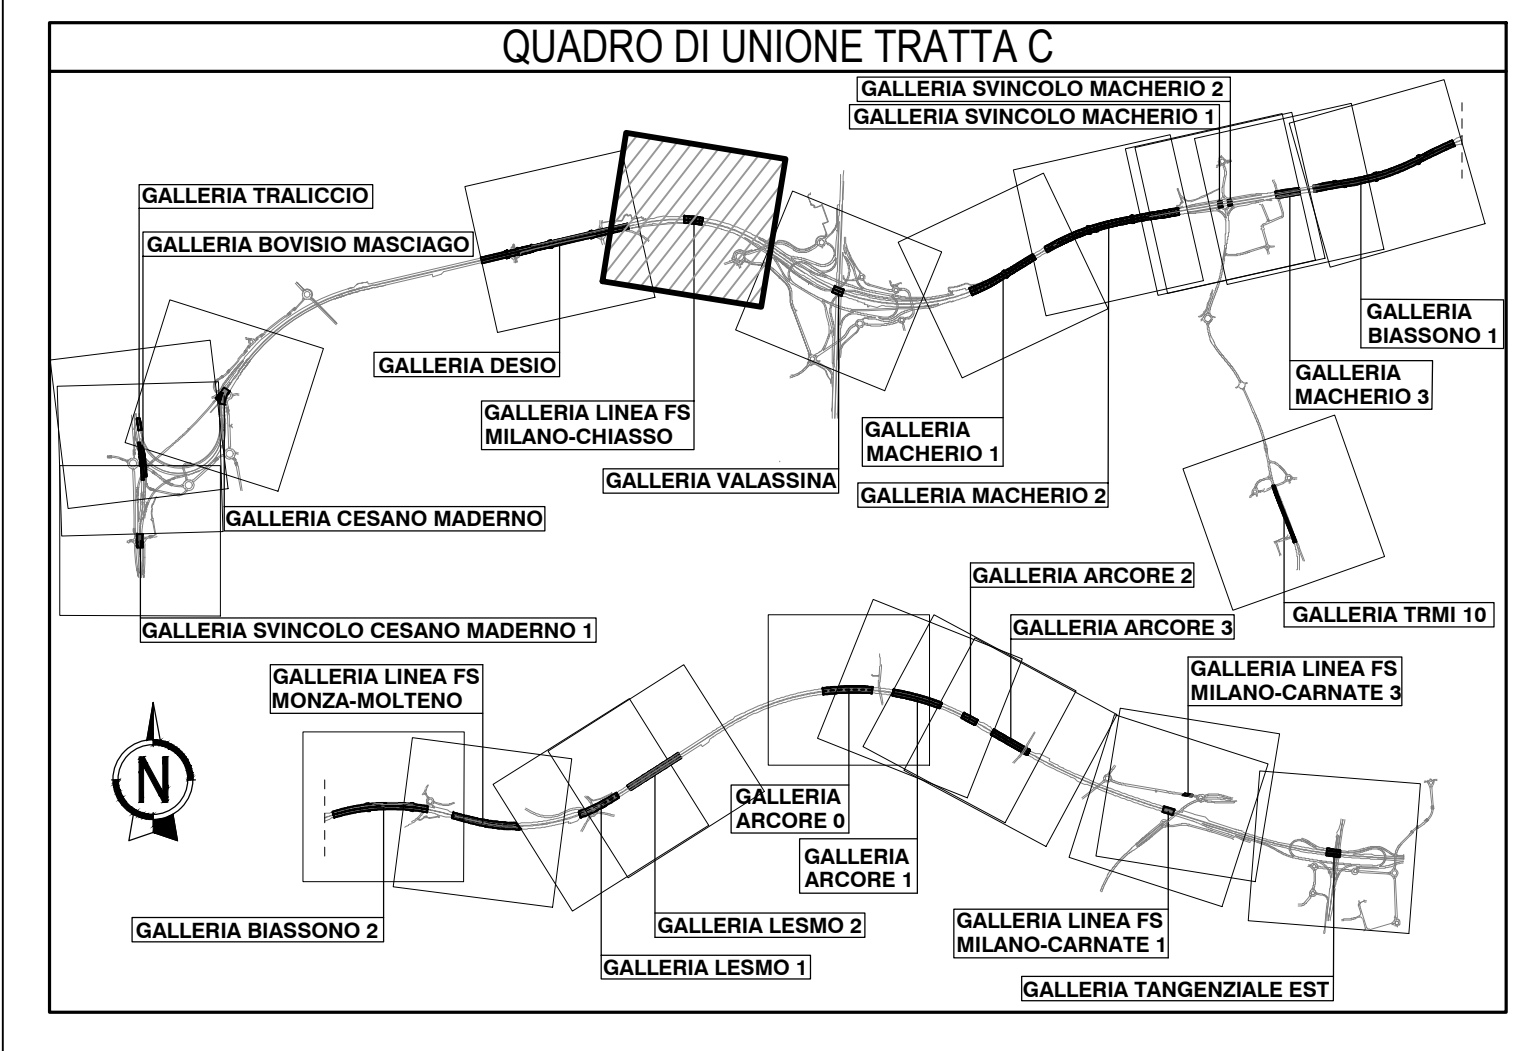 QUADRO DI UNIONE TRATTA C
GALLERIA SVINCOLO MACHERIO 2
GALLERIA SVINCOLO MACHERIO 1
GALLERIA TRALICCIO
GALLERIA BOVISIO MASCIAGO
GALLERIA
BIASSONO 1
GALLERIA DESIO
GALLERIA
MACHERIO 3
GALLERIA LINEA FS
MILANO-CHIASSO
GALLERIA
MACHERIO 1
GALLERIA VALASSINA
GALLERIA MACHERIO 2
GALLERIA CESANO MADERNO
GALLERIA ARCORE 2
GALLERIA TRMI 10
GALLERIA SVINCOLO CESANO MADERNO 1
GALLERIA ARCORE 3
GALLERIA LINEA FS
MONZA-MOLTENO
GALLERIA LINEA FS
MILANO-CARNATE 3
N
GALLERIA
ARCORE 0
GALLERIA
ARCORE 1
GALLERIA BIASSONO 2
GALLERIA LESMO 2
GALLERIA LINEA FS
MILANO-CARNATE 1
GALLERIA LESMO 1
GALLERIA TANGENZIALE EST